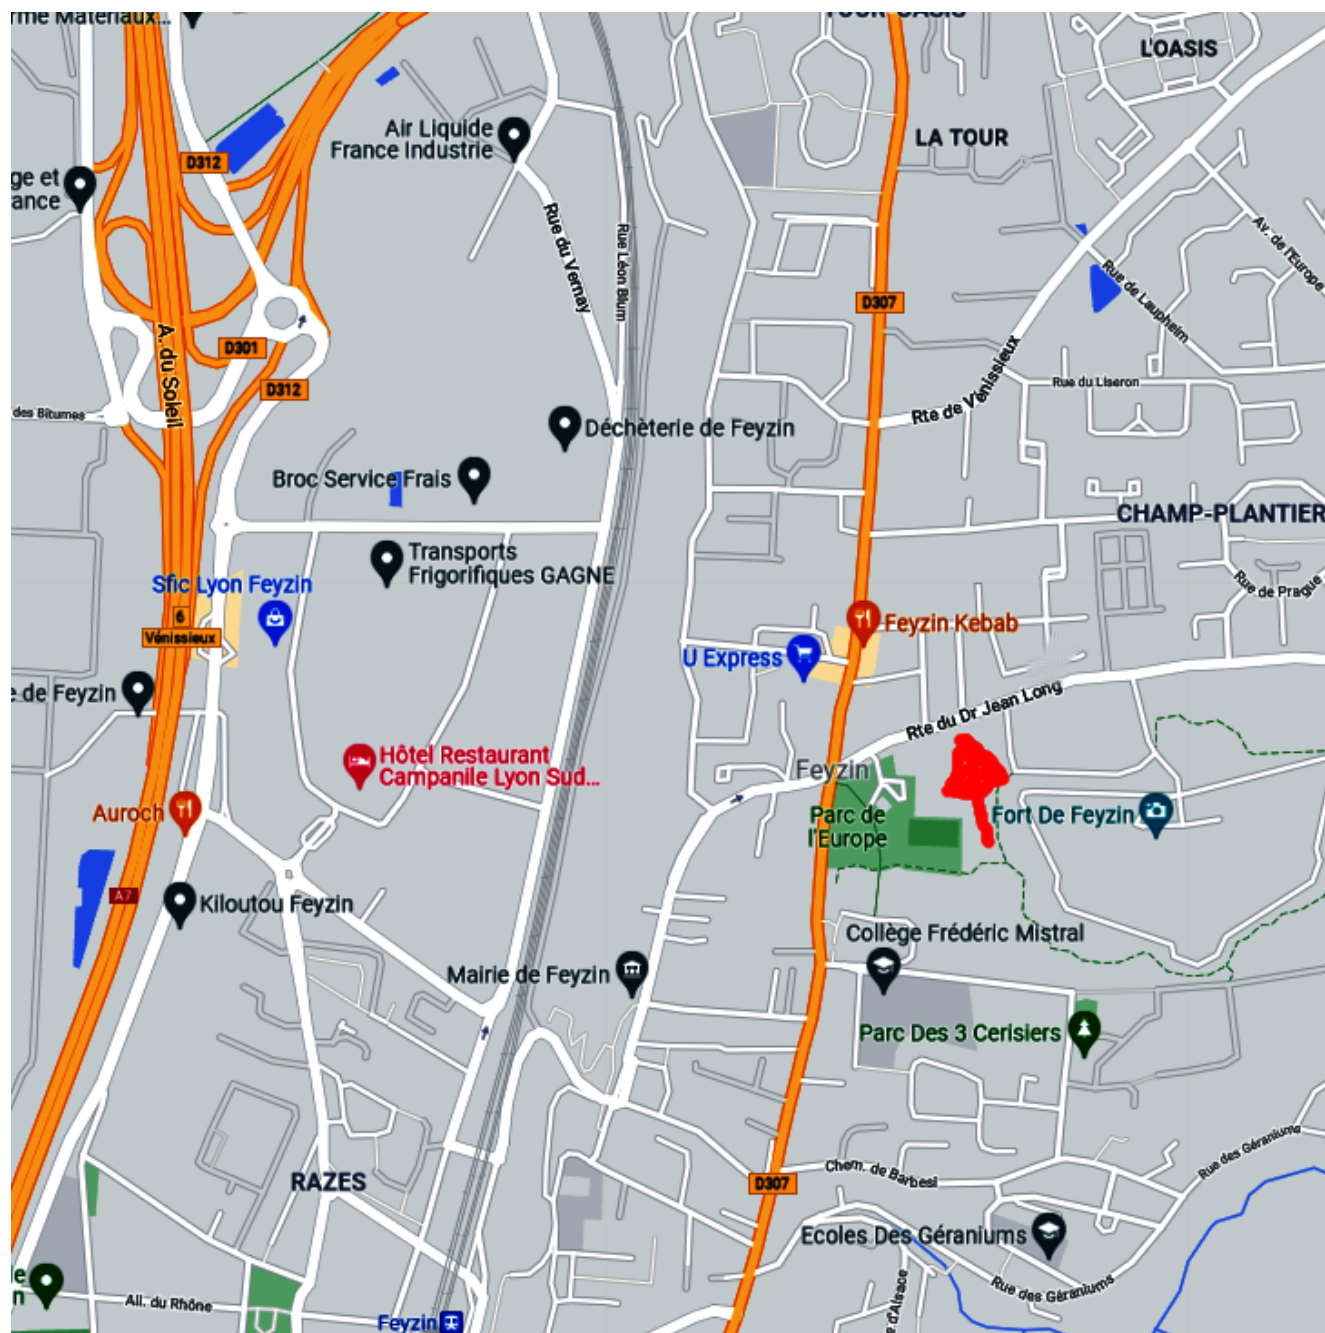 L'OASIS
Air Liquide
France Industrie
LA TOUR
D312
ge et
ance
Rue du Vernay
Rue Léon Blum
Av. de l'Europe
Rue de Laupheim
D307
A. du Soleil
D301
D312
Rte de Vénissieux
Rue du Liseron
des Bitumes
Déchèterie de Feyzin
Broc Service Frais
CHAMP-PLANTIER
Transports
Frigorifiques GAGNE
Sfic Lyon Feyzin
Rue de Prague
6
Vénissieux
Feyzin Kebab
U Express
e de Feyzin
Rte du Dr Jean Long
Hôtel Restaurant
Campanile Lyon Sud...
Feyzin
Auroch
Parc de
l'Europe
Fort De Feyzin
A7
Kiloutou Feyzin
Collège Frédéric Mistral
Mairie de Feyzin
Parc Des 3 Cerisiers
RAZES
D307
Chem. de Barbesi
Rue des Géraniums
Ecoles Des Géraniums
Rue des Géraniums
le
n
All. du Rhône
e d'Alsace
Feyzin